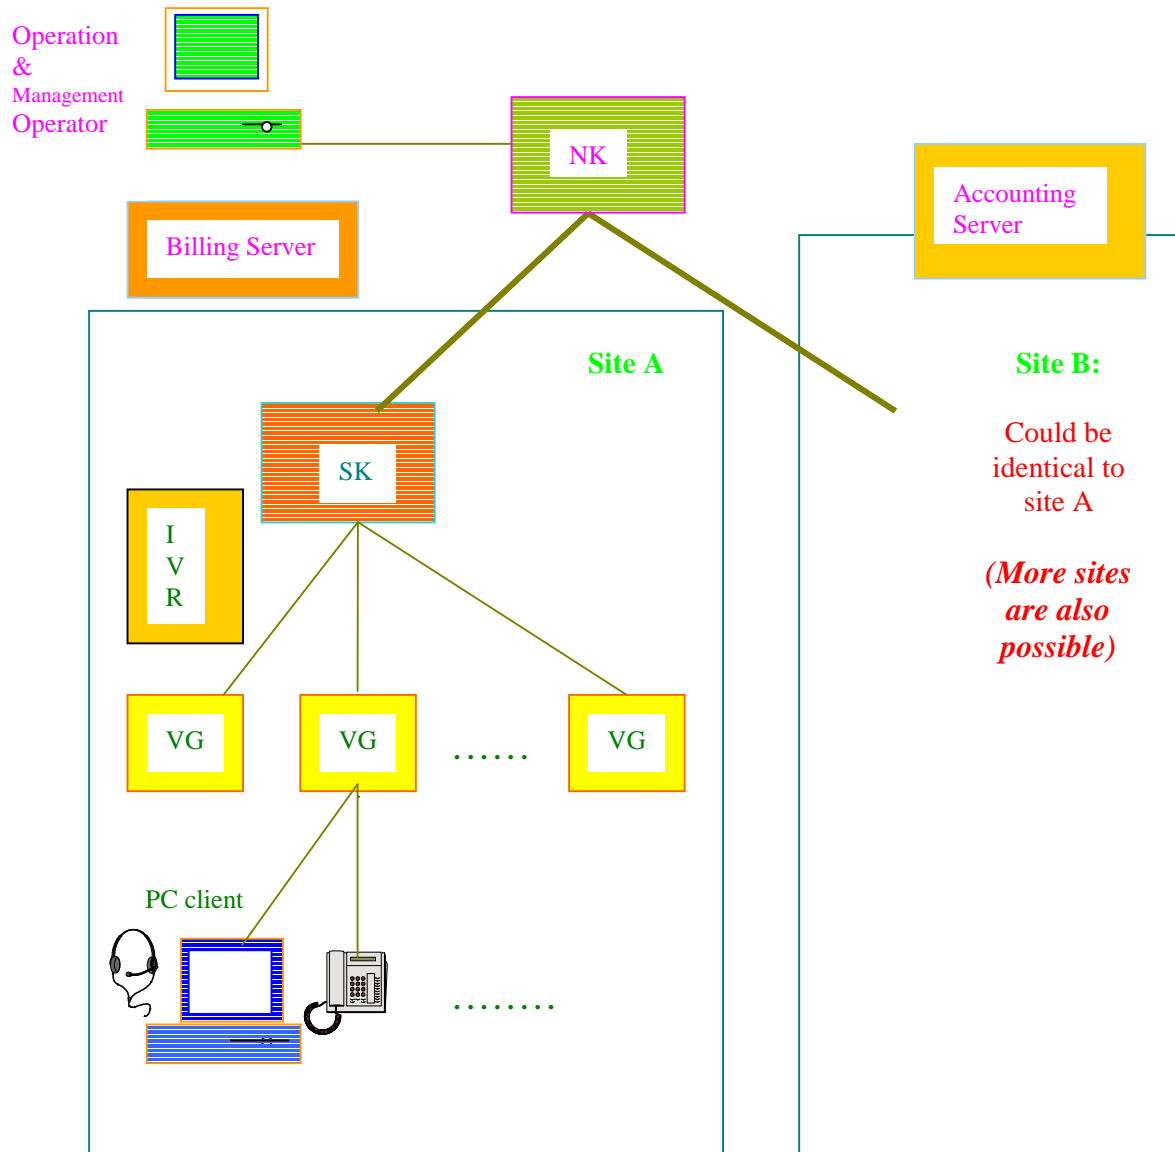 Operation
&
Management
Operator
NK
Accounting
Server
Billing Server
Site A
Site B:
Could be
identical to
site A
(More sites
are also
possible)
SK
I
V
R
VG
VG
......
VG
PC client
........